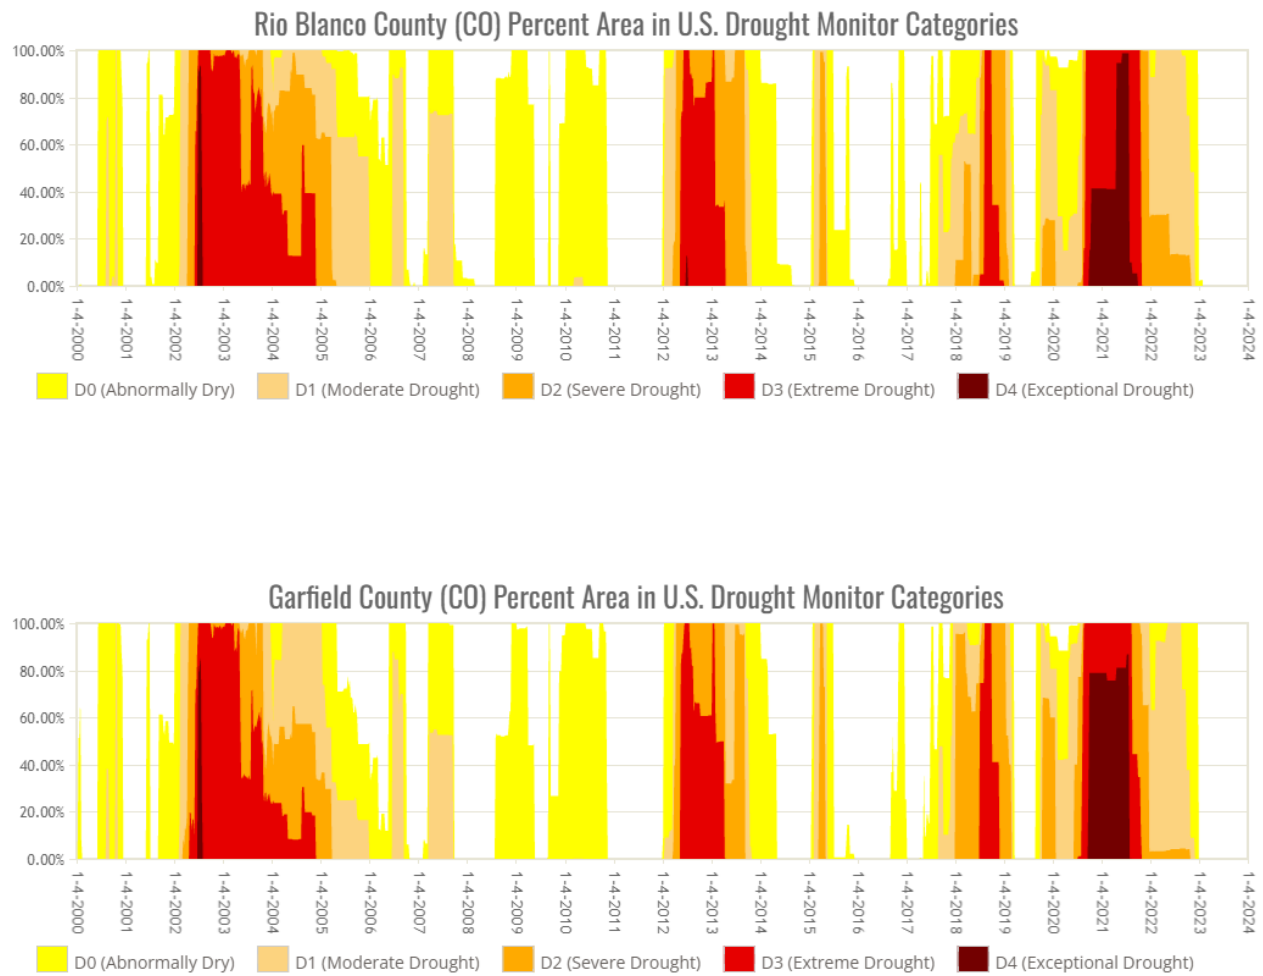 Rio Blanco County (CO) Percent Area in U.S. Drought Monitor Categories
100.00%
80.00%
60.00%
40.00%
20.00%
0.00%
1-4-2000 1-4-2001 1-4-2002 1-4-2003 1-4-2004 1-4-2005 1-4-2006 1-4-2007 1-4-2008 1-4-2009 1-4-2010 1-4-2011 1-4-2012 1-4-2013 1-4-2014 1-4-2015 1-4-2016 1-4-2017 1-4-2018 1-4-2019 1-4-2020 1-4-2021 1-4-2022 1-4-2023 1-4-2024
D0 (Abnormally Dry) D1 (Moderate Drought) D2 (Severe Drought) D3 (Extreme Drought) D4 (Exceptional Drought)
Garfield County (CO) Percent Area in U.S. Drought Monitor Categories
100.00%
80.00%
60.00%
40.00%
20.00%
0.00%
1-4-2000 1-4-2001 1-4-2002 1-4-2003 1-4-2004 1-4-2005 1-4-2006 1-4-2007 1-4-2008 1-4-2009 1-4-2010 1-4-2011 1-4-2012 1-4-2013 1-4-2014 1-4-2015 1-4-2016 1-4-2017 1-4-2018 1-4-2019 1-4-2020 1-4-2021 1-4-2022 1-4-2023 1-4-2024
D0 (Abnormally Dry) D1 (Moderate Drought) D2 (Severe Drought) D3 (Extreme Drought) D4 (Exceptional Drought)